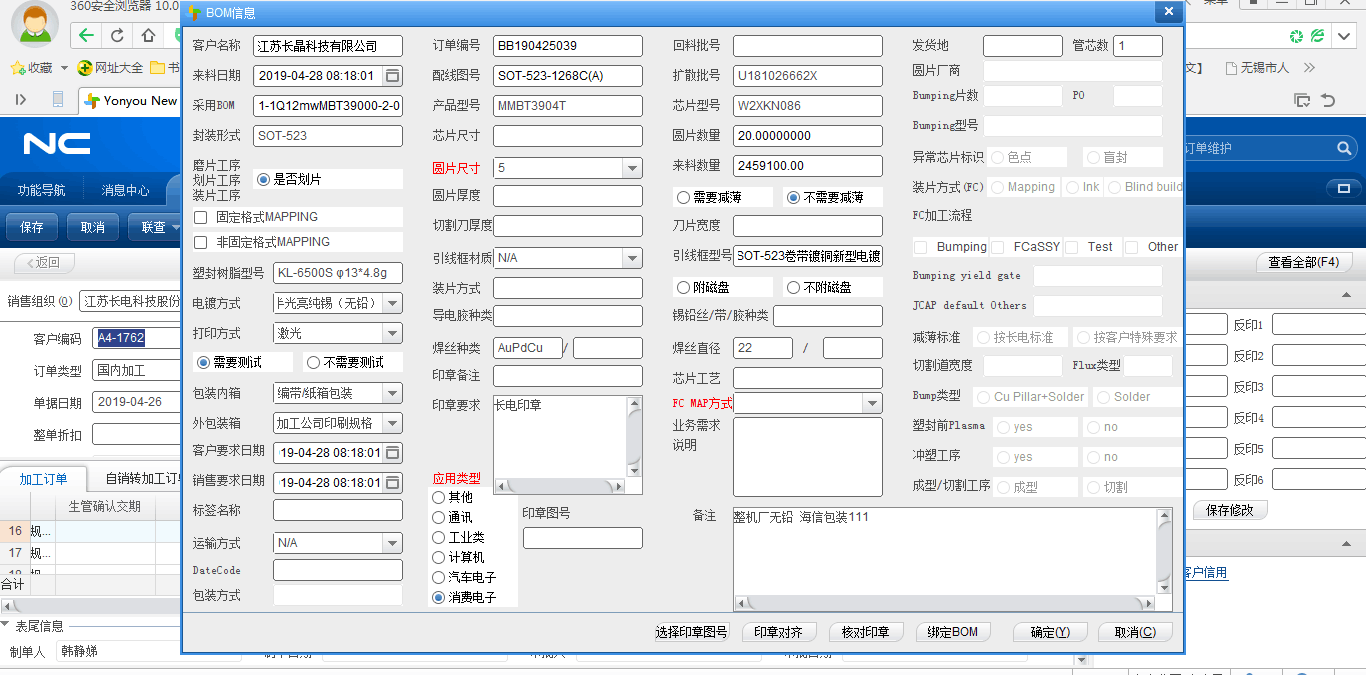 360安全浏览器 10.0
BOM信息
收藏
网址大全
无锡市人
Yonyou New
NC
功能导航 消息中心
订单维护
保存 取消 联查
返回
查看全部(F4)
销售组织(O) 江苏长电科技股份
客户编码 A4-1762
订单类型 国内加工
单据日期 2019-04-26
整单折扣
加工订单 自销转加工订
生管确认交期
16 规...
17 规...
合计
表尾信息
制单人 韩静娣
客户名称 江苏长晶科技有限公司
来料日期 2019-04-28 08:18:01
采用BOM 1-1Q12mwMBT39000-2-0
封装形式 SOT-523
磨片工序
划片工序
装片工序
是否划片
固定格式MAPPING
非固定格式MAPPING
塑封树脂型号 KL-6500S φ13*4.8g
电镀方式 光亮纯锡（无铅）
打印方式 激光
需要测试 不需要测试
包装内箱 编带/纸箱包装
外包装箱 加工公司印刷规格
客户要求日期 19-04-28 08:18:01
销售要求日期 19-04-28 08:18:01
标签名称
运输方式 N/A
DateCode
包装方式
订单编号 BB190425039
配线图号 SOT-523-1268C(A)
产品型号 MMBT3904T
芯片尺寸
圆片尺寸 5
圆片厚度
切割刀厚度
引线框材质 N/A
装片方式
导电胶种类
焊丝种类 AuPdCu /
印章备注
印章要求 长电印章
应用类型
其他
通讯
工业类
计算机
汽车电子
消费电子
印章图号
回料批号
扩散批号 U181026662X
芯片型号 W2XKN086
圆片数量 20.00000000
来料数量 2459100.00
需要减薄 不需要减薄
刀片宽度
引线框型号 SOT-523卷带镀铜新型电镀
附磁盘 不附磁盘
锡铅丝/带/胶种类
焊丝直径 22 /
芯片工艺
FC MAP方式
业务需求
说明
备注 整机厂无铅 海信包装111
发货地 管芯数 1
圆片厂商
Bumping片数 PO
Bumping型号
异常芯片标识 色点 盲封
装片方式(FC) Mapping Ink Blind build
FC加工流程
Bumping FCaSSY Test Other
Bumping yield gate
JCAP default Others
减薄标准 按长电标准 按客户特殊要求
切割道宽度 Flux类型
Bump类型 Cu Pillar+Solder Solder
塑封前Plasma yes no
冲塑工序 yes no
成型/切割工序 成型 切割
选择印章图号 印章对齐 核对印章 绑定BOM 确定(Y) 取消(C)
反印1
反印2
反印3
反印4
反印5
反印6
保存修改
客户信用